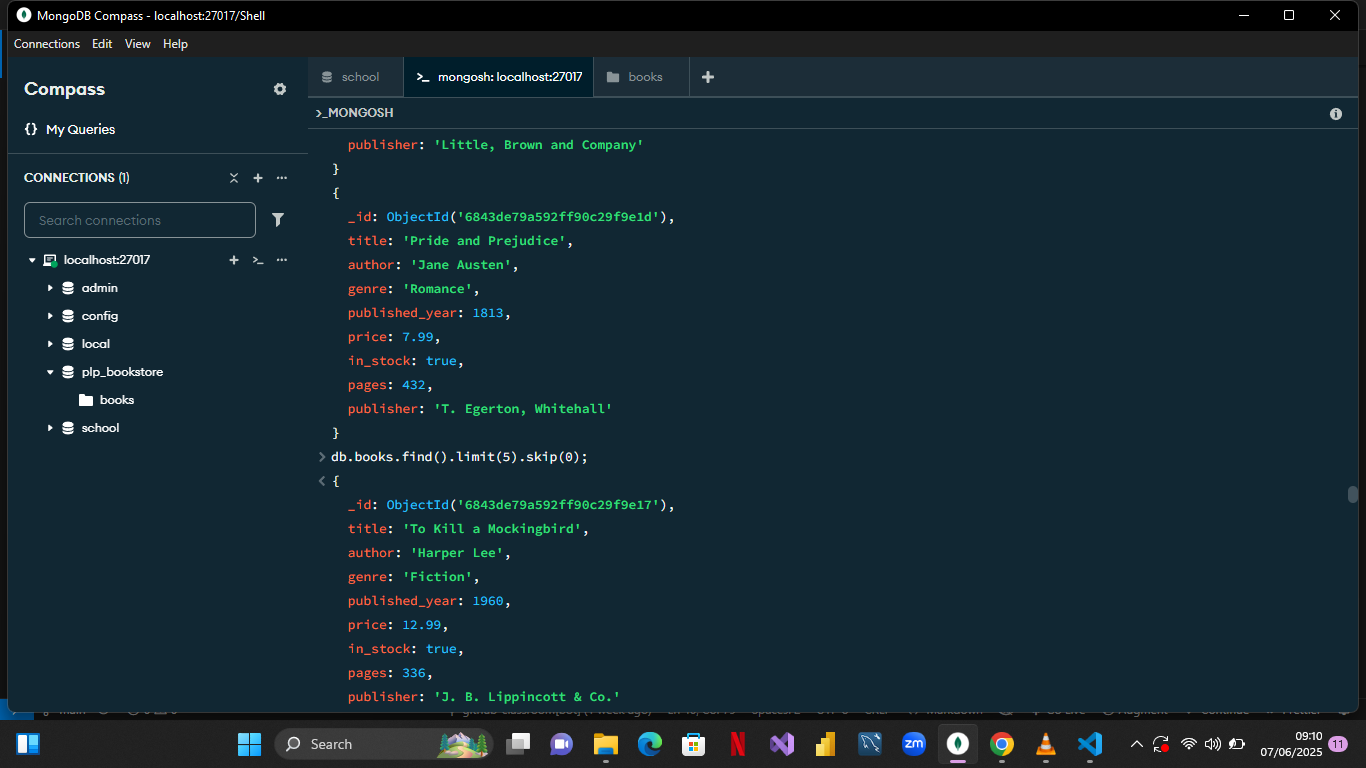 MongoDB Compass - localhost:27017/Shell
Connections Edit View Help
Compass
My Queries
CONNECTIONS (1)
Search connections
localhost:27017
admin
config
local
plp_bookstore
books
school
school
>_ mongosh: localhost:27017
books
>_MONGOSH
publisher: 'Little, Brown and Company'
}
{
_id: ObjectId('6843de79a592ff90c29f9e1d'),
title: 'Pride and Prejudice',
author: 'Jane Austen',
genre: 'Romance',
published_year: 1813,
price: 7.99,
in_stock: true,
pages: 432,
publisher: 'T. Egerton, Whitehall'
}
> db.books.find().limit(5).skip(0);
< {
_id: ObjectId('6843de79a592ff90c29f9e17'),
title: 'To Kill a Mockingbird',
author: 'Harper Lee',
genre: 'Fiction',
published_year: 1960,
price: 12.99,
in_stock: true,
pages: 336,
publisher: 'J. B. Lippincott & Co.'
Search
zm
09:10
07/06/2025
11